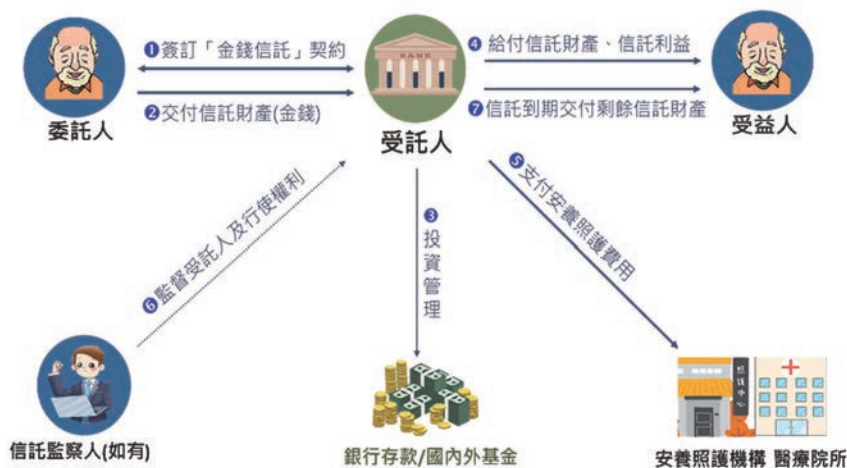 ❶簽訂「金錢信託」契約
❹給付信託財產、信託利益
BANK
❷交付信託財產(金錢)
❼信託到期交付剩餘信託財產
委託人
受託人
受益人
❻監督受託人及行使權利
❸投資管理
❺支付安養照護費用
照護中心
信託監察人(如有)
銀行存款/國內外基金
安養照護機構 醫療院所